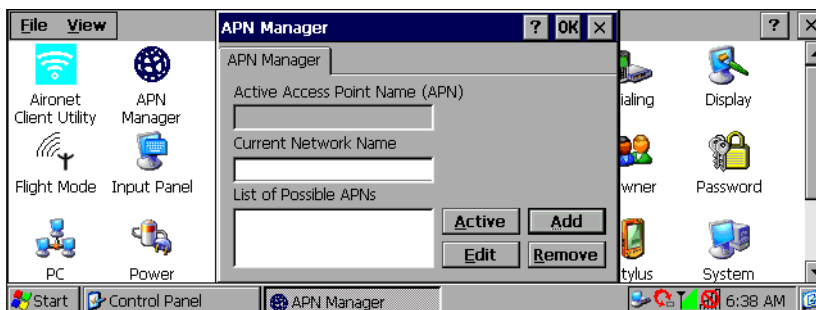 File View
APN Manager ? OK ×
? ×
APN Manager
Active Access Point Name (APN)
Current Network Name
List of Possible APNs
Active Add
Edit Remove
Aironet
Client Utility
APN
Manager
ialing
Display
Flight Mode
Input Panel
wner
Password
PC
Power
tylus
System
Start
Control Panel
APN Manager
6:38 AM